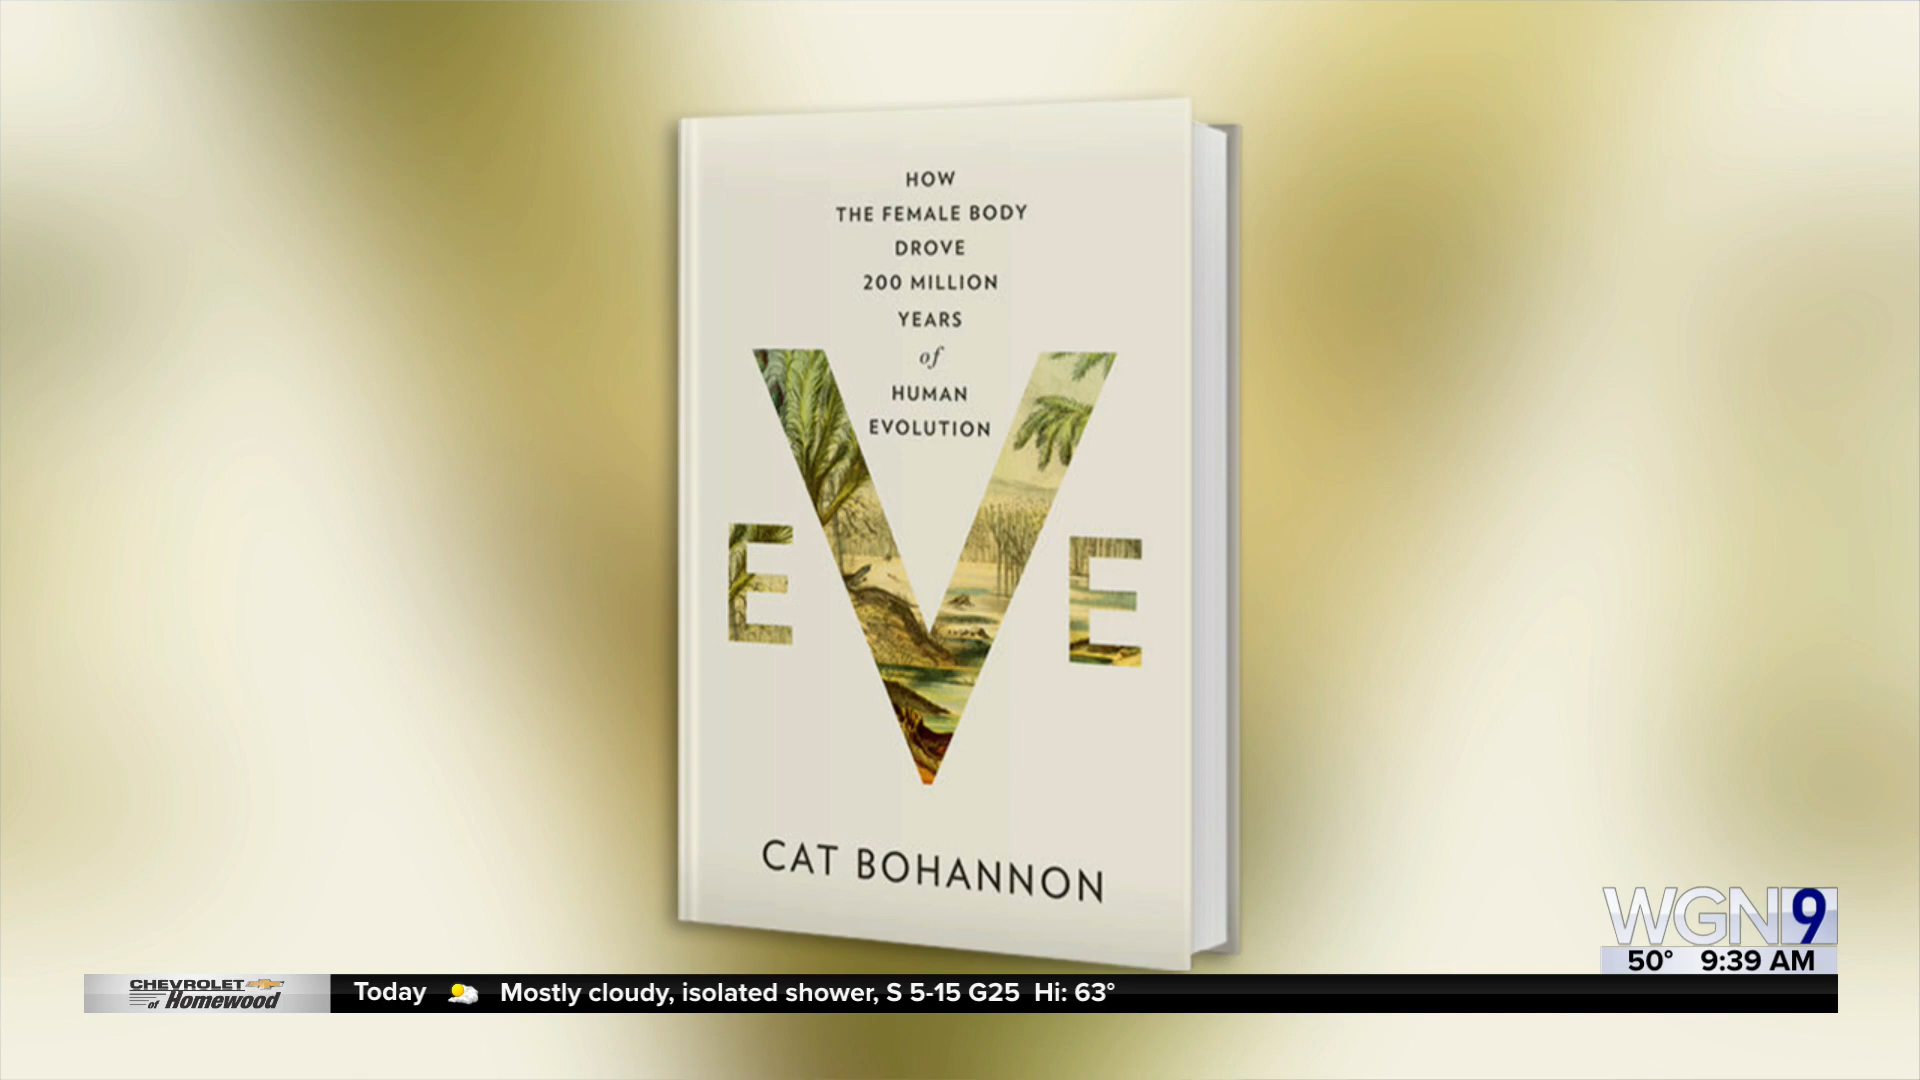 HOW
THE FEMALE BODY
DROVE
200 MILLION
YEARS
of
HUMAN
EVOLUTION
EVE
CAT BOHANNON
WGN9
50° 9:39 AM
CHEVROLET
of Homewood
Today Mostly cloudy, isolated shower, S 5-15 G25 Hi: 63°